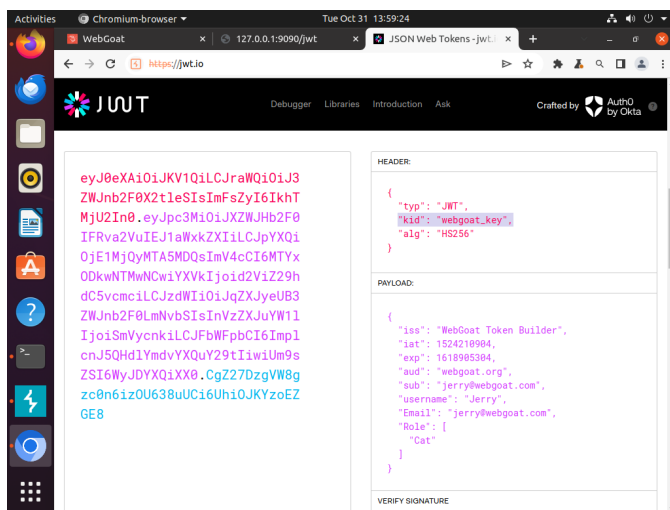 Activities
Chromium-browser
Tue Oct 31 13:59:24
WebGoat
127.0.0.1:9090/jwt
JSON Web Tokens - jwt.i
https://jwt.io
JWT
Debugger
Libraries
Introduction
Ask
Crafted by
Auth0
by Okta
eyJ0eXAiOiJKV1QiLCJraWQiOiJ3
ZWJnb2F0X2tleSIsImFsZyI6IkhT
MjU2In0.eyJpc3MiOiJXZWJHb2F0
IFRva2VuIEJ1aWxkZXIiLCJpYXQi
OjE1MjQyMTA5MDQsImV4cCI6MTYx
ODkwNTMwNCwiYXVkIjoid2ViZ29h
dC5vcmciLCJzdWIiOiJqZXJyeUB3
ZWJnb2F0LmNvbSIsInVzZXJuYW1l
IjoiSmVycnkiLCJFbWFpbCI6Impl
cnJ5QHdlYmdvYXQuY29tIiwiUm9s
ZSI6WyJDYXQiXX0.CgZ27DzgVW8g
zc0n6izOU638uUCi6UhiOJKYzoEZ
GE8
HEADER:
{
"typ": "JWT",
"kid": "webgoat_key",
"alg": "HS256"
}
PAYLOAD:
{
"iss": "WebGoat Token Builder",
"iat": 1524210904,
"exp": 1618905304,
"aud": "webgoat.org",
"sub": "jerry@webgoat.com",
"username": "Jerry",
"Email": "jerry@webgoat.com",
"Role": [
"Cat"
]
}
VERIFY SIGNATURE